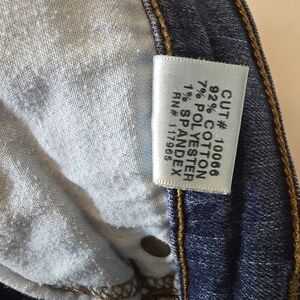 CUT# 10066
92% COTTON
7% POLYESTER
1% SPANDEX
RN# 117965